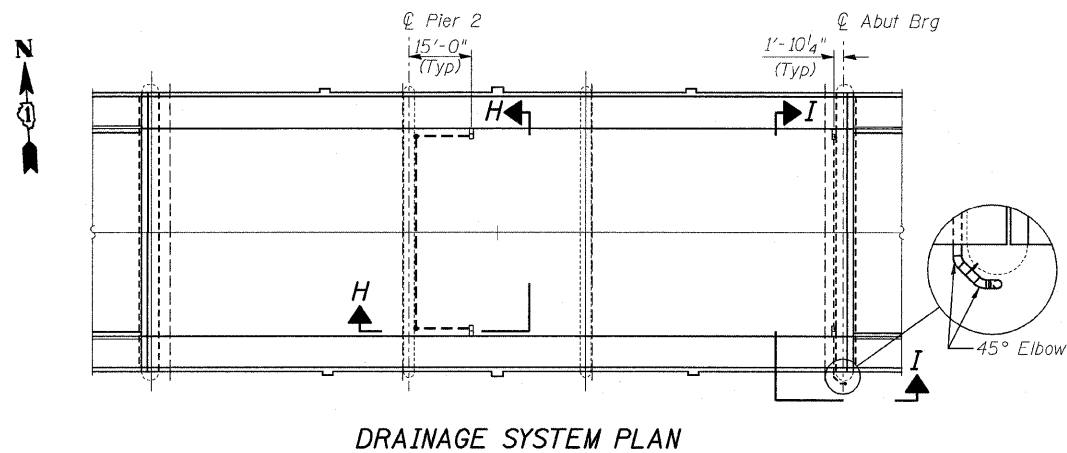 ℄ Pier 2
℄ Abut Brg
N
15'-0"
(Typ)
1'-10¼"
(Typ)
1
H
I
H
45° Elbow
I
DRAINAGE SYSTEM PLAN